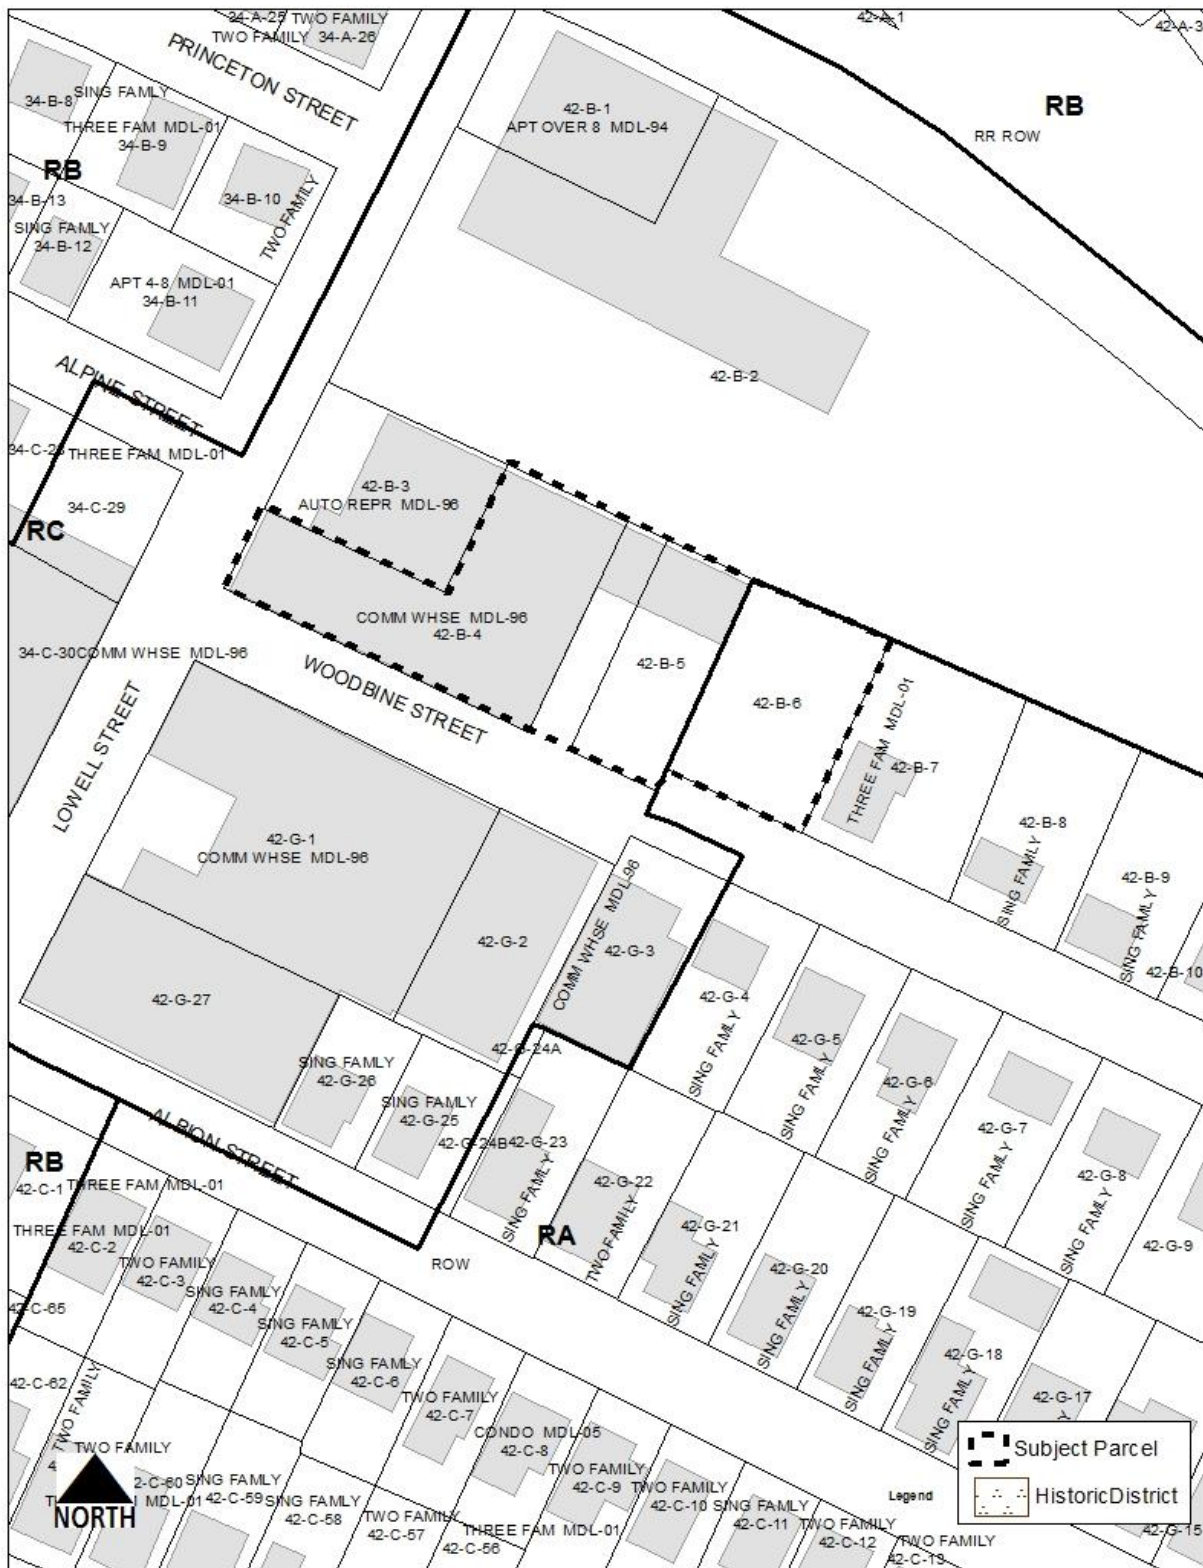 34-A-25 TWO FAMILY
TWO FAMILY 34-A-26
42-A-1
42-A-3
PRINCETON STREET
34-B-8
SING FAMLY
THREE FAM MDL-01
34-B-9
42-B-1
APT OVER 8 MDL-94
RB
RR ROW
RB
34-B-13
34-B-10
TWO FAMILY
SING FAMLY
34-B-12
APT 4-8 MDL-01
34-B-11
42-B-2
ALPINE STREET
THREE FAM MDL-01
34-C-29
RC
42-B-3
AUTO REPR MDL-96
COMM WHSE MDL-96
42-B-4
42-B-5
42-B-6
34-C-30 COMM WHSE MDL-96
WOODBINE STREET
LOWELL STREET
THREE FAM MDL-01
42-B-7
42-B-8
SING FAMLY
42-B-9
SING FAMLY
42-B-10
42-G-1
COMM WHSE MDL-96
42-G-2
COMM WHSE MDL-96
42-G-3
42-G-27
42-G-4
SING FAMLY
42-G-5
SING FAMLY
42-G-6
SING FAMLY
42-G-7
SING FAMLY
42-G-8
SING FAMLY
42-G-9
42-G-24A
SING FAMLY
42-G-26
SING FAMLY
42-G-25
42-G-24B
42-G-23
SING FAMLY
42-G-22
TWO FAMILY
42-G-21
SING FAMLY
42-G-20
SING FAMLY
42-G-19
SING FAMLY
42-G-18
SING FAMLY
42-G-17
ALBION STREET
RB
42-C-1
THREE FAM MDL-01
THREE FAM MDL-01
42-C-2
TWO FAMILY
42-C-3
SING FAMLY
42-C-4
SING FAMLY
42-C-5
SING FAMLY
42-C-6
ROW
RA
42-C-65
42-C-62
TWO FAMILY
TWO FAMILY
42-C-7
CONDO MDL-05
42-C-8
TWO FAMILY
42-C-9
TWO FAMILY
42-C-10
SING FAMLY
42-C-11
TWO FAMILY
42-C-12
TWO FAMILY
42-C-13
TWO FAMILY
SING FAMLY
42-C-59
SING FAMLY
42-C-58
TWO FAMILY
42-C-57
THREE FAM MDL-01
42-C-56
MDL-01
NORTH
Legend
Subject Parcel
Historic District
42-G-15